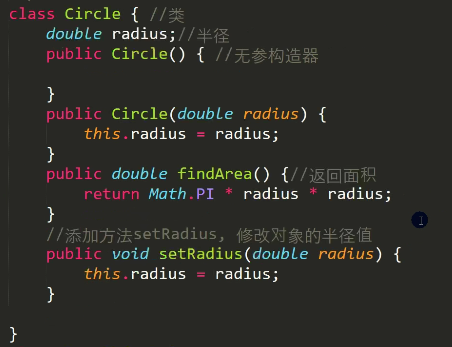 class Circle { //类
    double radius;//半径
    public Circle() { //无参构造器

    }
    public Circle(double radius) {
        this.radius = radius;
    }
    public double findArea() {//返回面积
        return Math.PI * radius * radius;
    }
    //添加方法setRadius, 修改对象的半径值
    public void setRadius(double radius) {
        this.radius = radius;
    }

}